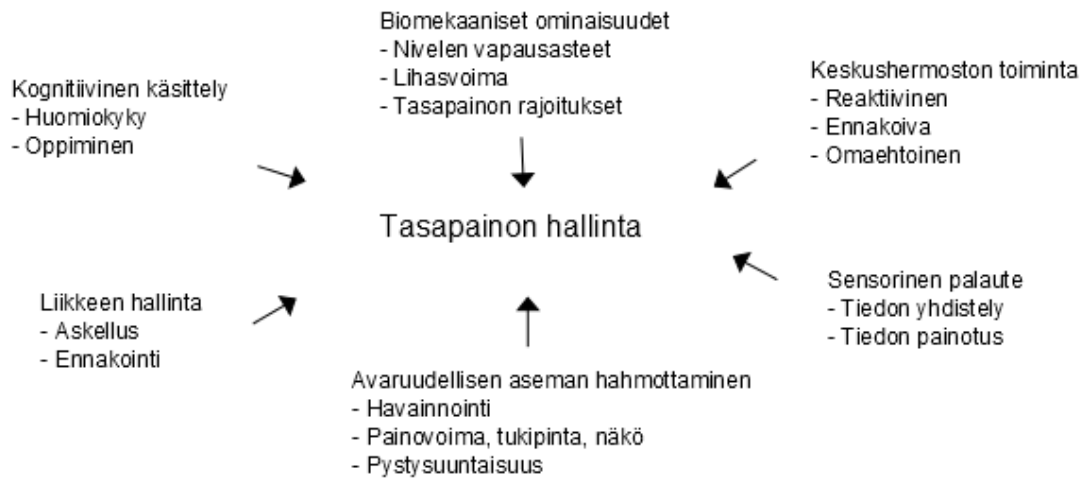 Biomekaaniset ominaisuudet
- Nivelen vapausasteet
- Lihasvoima
- Tasapainon rajoitukset
Kognitiivinen käsittely
- Huomiokyky
- Oppiminen
Keskushermoston toiminta
- Reaktiivinen
- Ennakoiva
- Omaehtoinen
Tasapainon hallinta
Liikkeen hallinta
- Askellus
- Ennakointi
Sensorinen palaute
- Tiedon yhdistely
- Tiedon painotus
Avaruudellisen aseman hahmottaminen
- Havainnointi
- Painovoima, tukipinta, näkö
- Pystysuuntaisuus